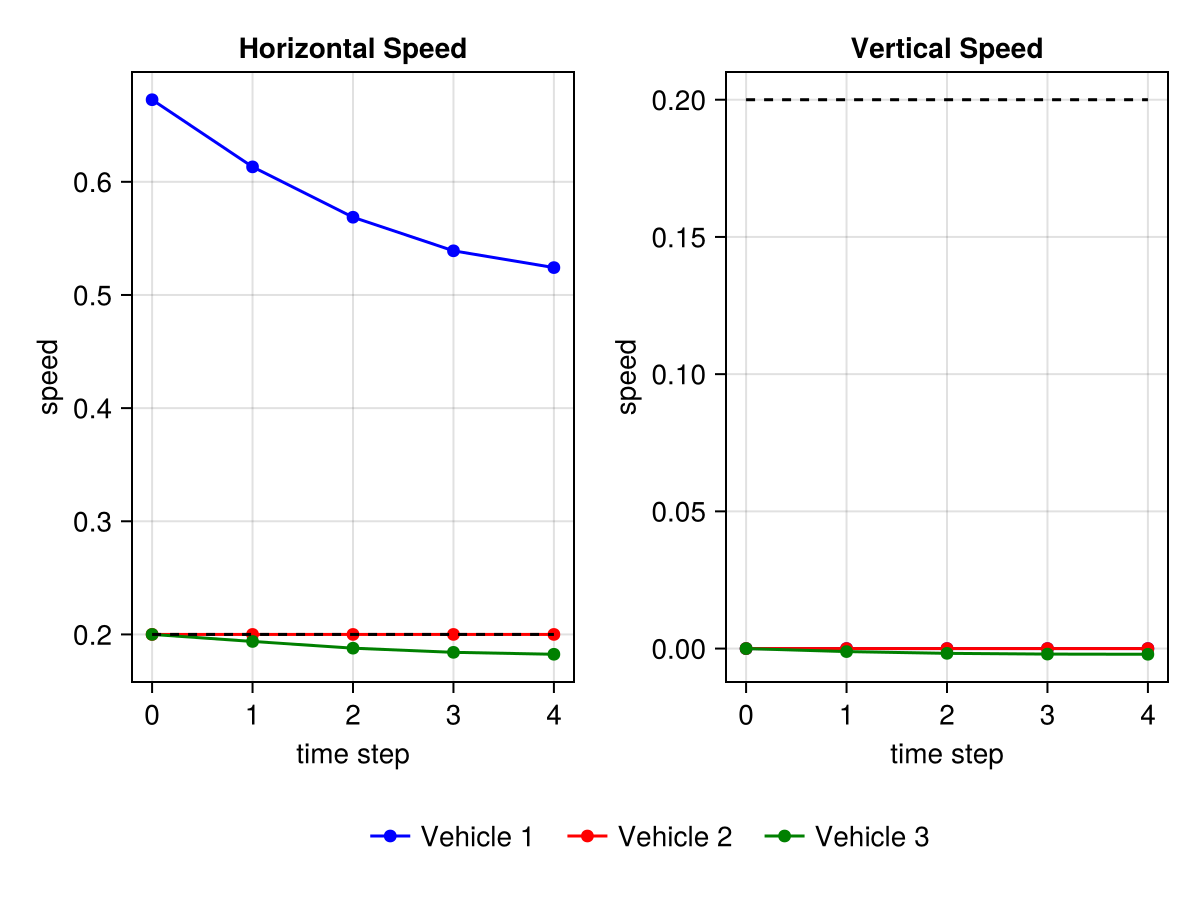 Horizontal Speed
speed
0.6
0.5
0.4
0.3
0.2
0 1 2 3 4
time step
Vertical Speed
speed
0.20
0.15
0.10
0.05
0.00
0 1 2 3 4
time step
Vehicle 1 Vehicle 2 Vehicle 3